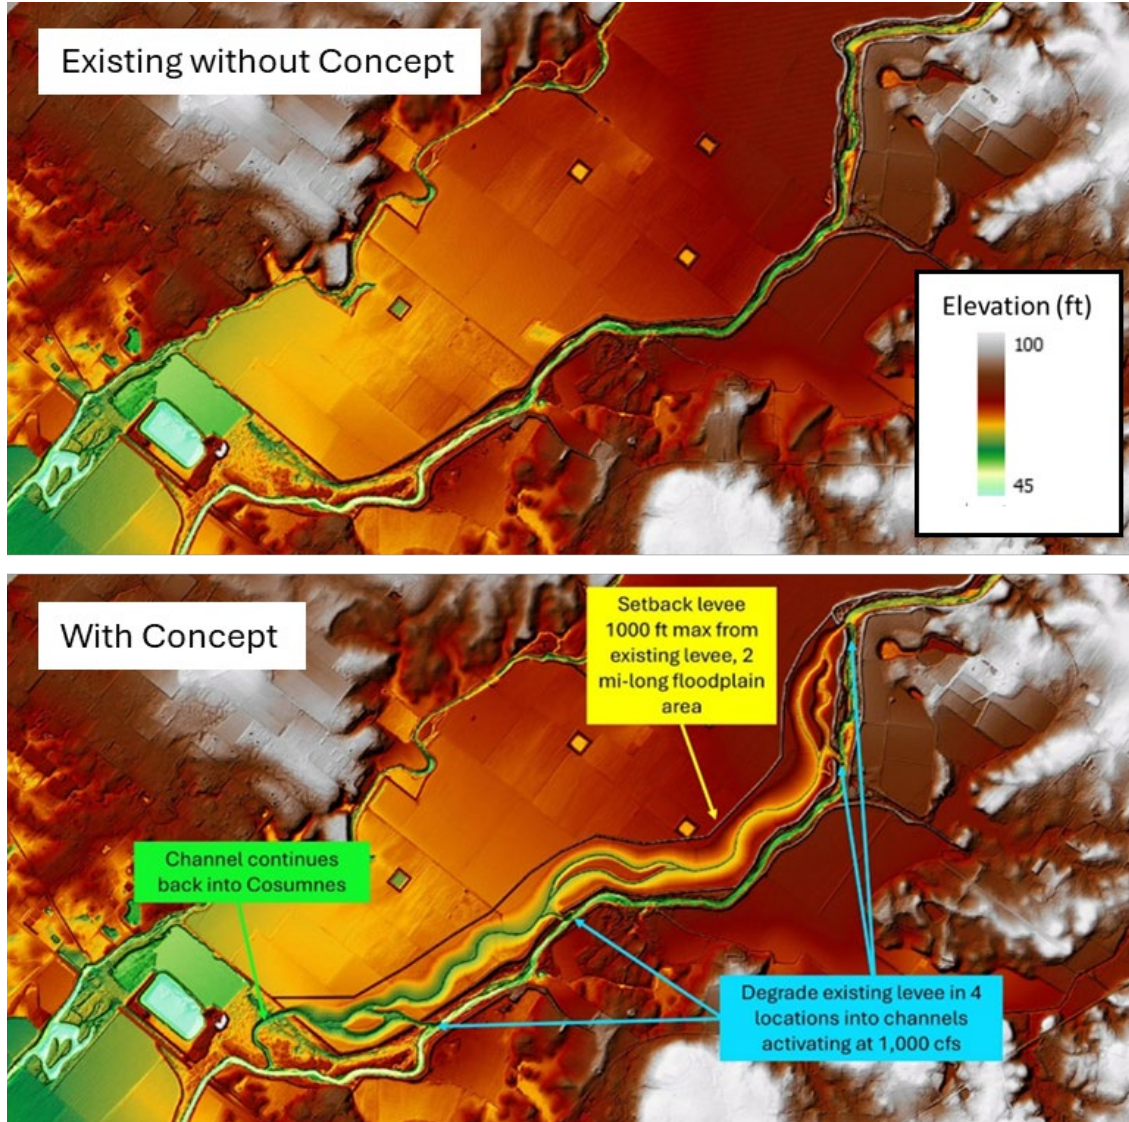 Existing without Concept
Elevation (ft)
100
45
With Concept
Setback levee
1000 ft max from
existing levee, 2
mi-long floodplain
area
Channel continues
back into Cosumnes
Degrade existing levee in 4
locations into channels
activating at 1,000 cfs